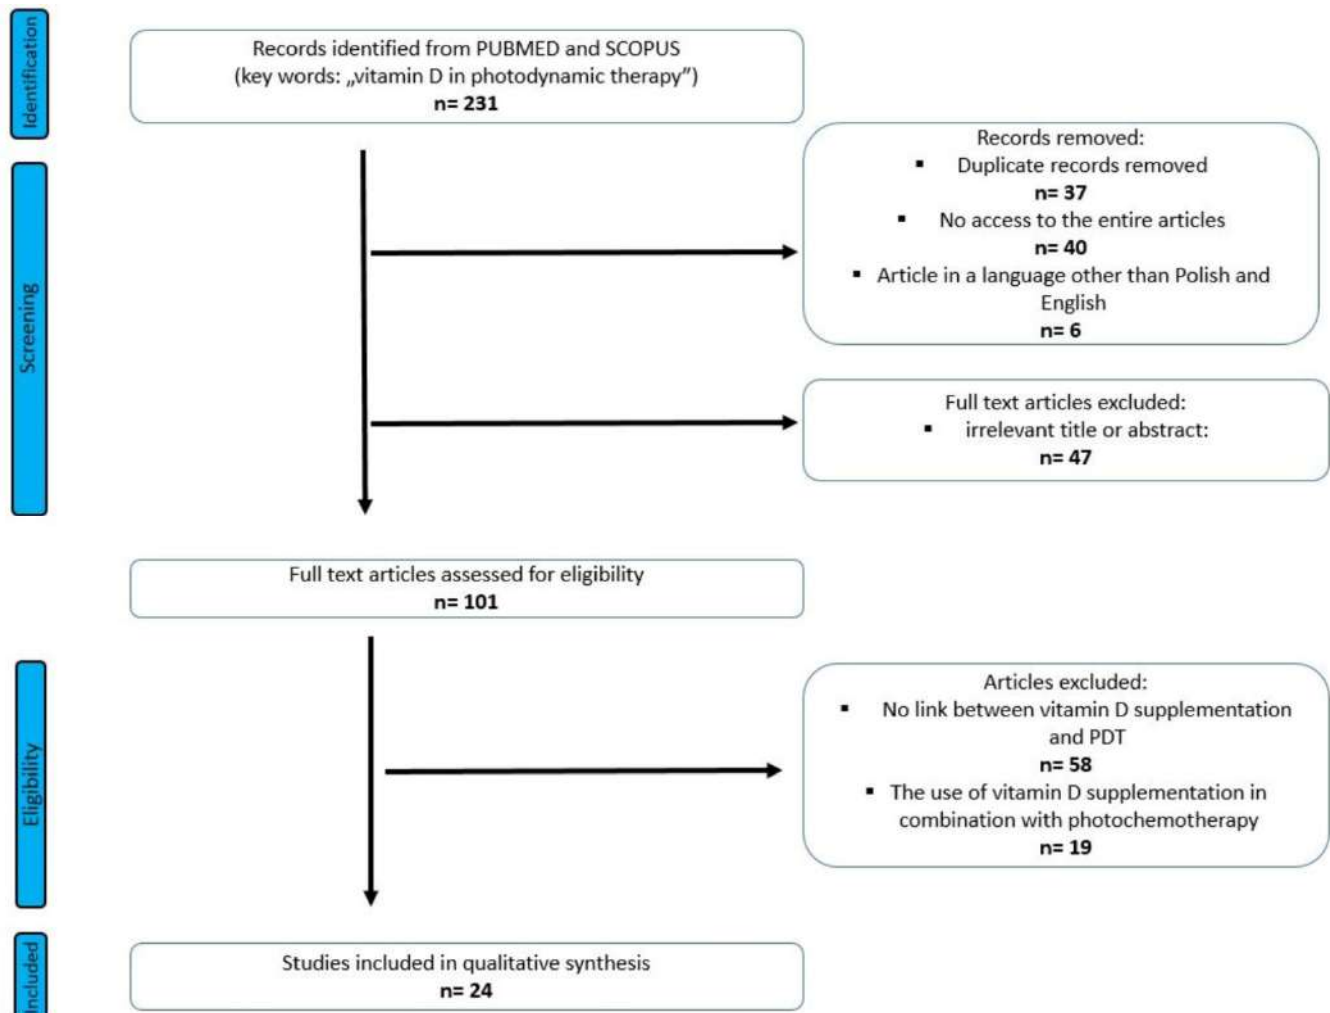 Identification
Records identified from PUBMED and SCOPUS
(key words: „vitamin D in photodynamic therapy”)
n= 231
Screening
Records removed:
▪ Duplicate records removed
n= 37
▪ No access to the entire articles
n= 40
▪ Article in a language other than Polish and
English
n= 6
Full text articles excluded:
▪ irrelevant title or abstract:
n= 47
Full text articles assessed for eligibility
n= 101
Eligibility
Articles excluded:
▪ No link between vitamin D supplementation
and PDT
n= 58
▪ The use of vitamin D supplementation in
combination with photochemotherapy
n= 19
Included
Studies included in qualitative synthesis
n= 24